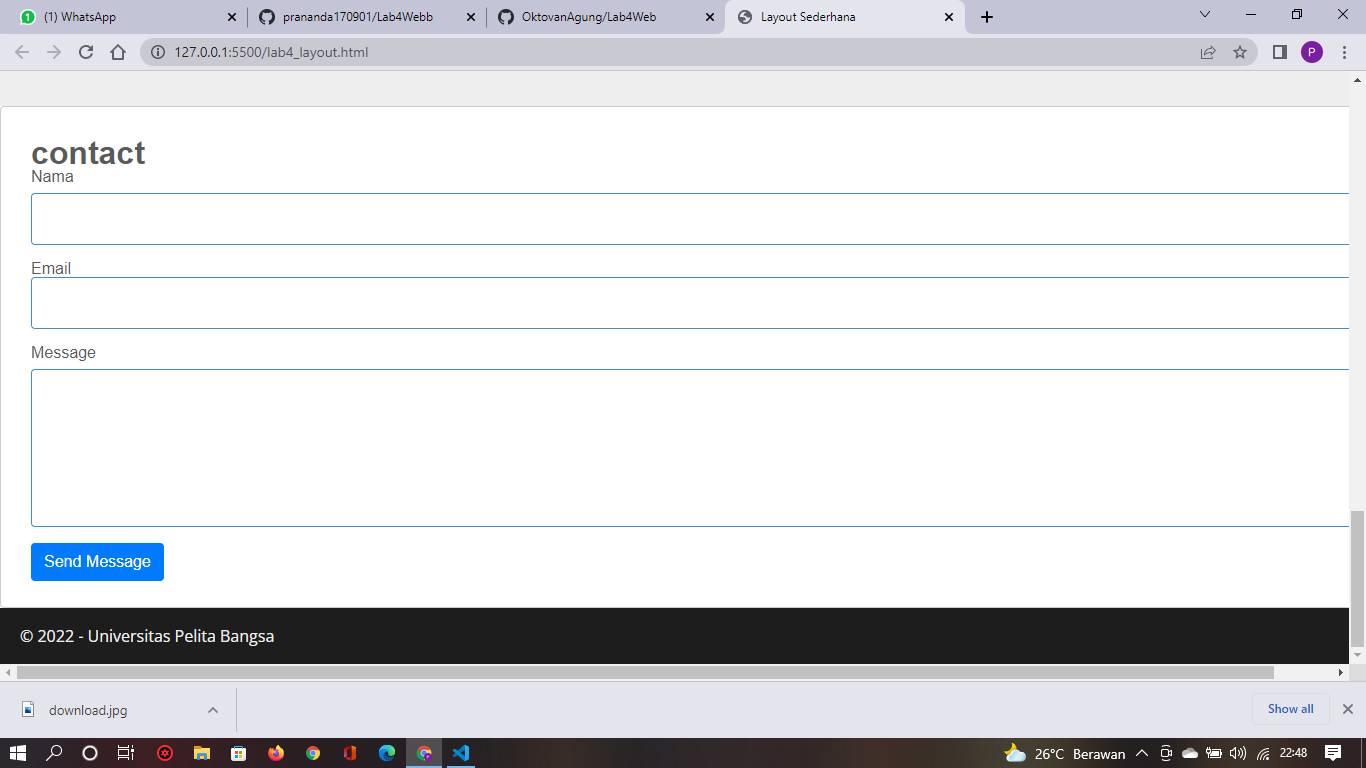 (1) WhatsApp
prananda170901/Lab4Webb
OktovanAgung/Lab4Web
Layout Sederhana
127.0.0.1:5500/lab4_layout.html
P
contact
Nama
Email
Message
Send Message
© 2022 - Universitas Pelita Bangsa
download.jpg
Show all
26°C Berawan
22:48